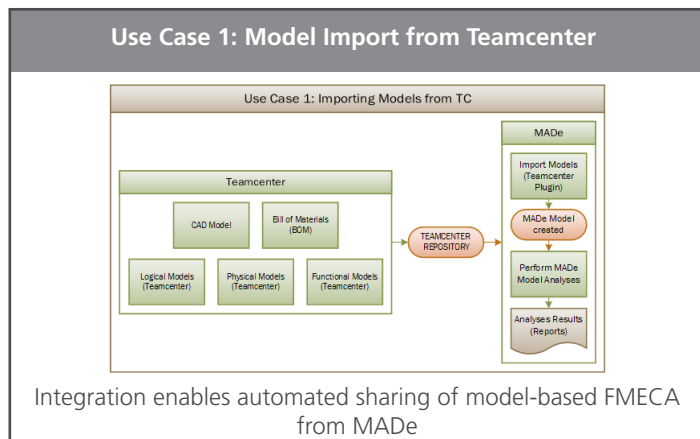 Use Case 1: Model Import from Teamcenter
Use Case 1: Importing Models from TC
Teamcenter
CAD Model
Bill of Materials
(BOM)
Logical Models
(Teamcenter)
Physical Models
(Teamcenter)
Functional Models
(Teamcenter)
TEAMCENTER
REPOSITORY
MADe
Import Models
(Teamcenter
Plugin)
MADe Model
created
Perform MADe
Model Analyses
Analyses Results
(Reports)
Integration enables automated sharing of model-based FMECA
from MADe